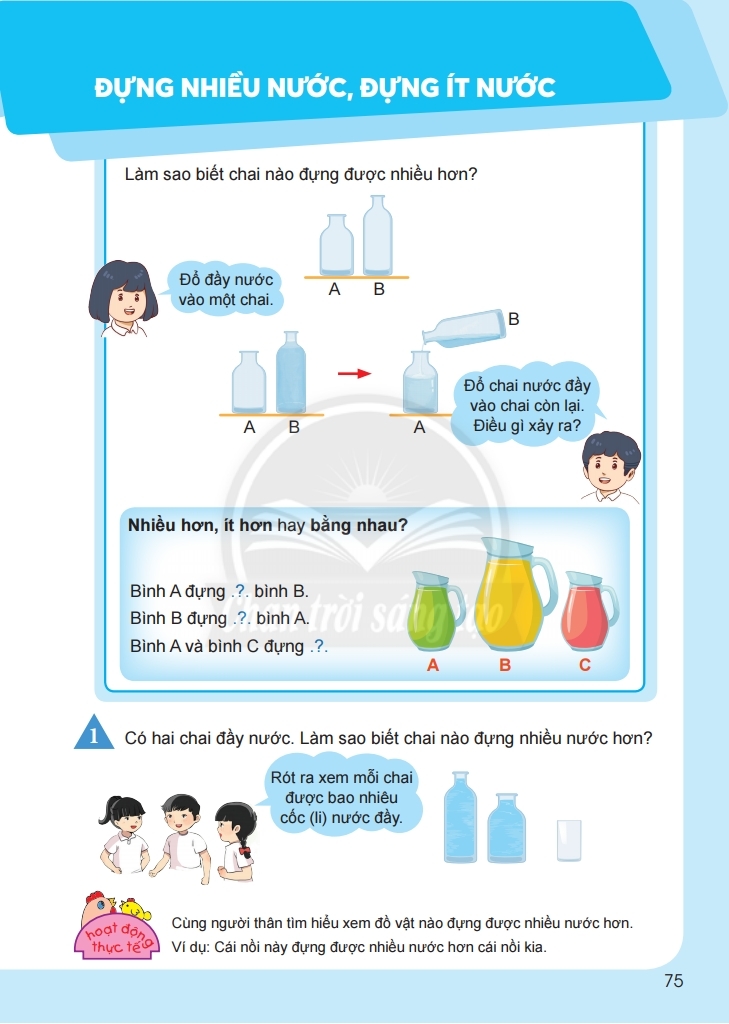 ĐỰNG NHIỀU NƯỚC, ĐỰNG ÍT NƯỚC
Làm sao biết chai nào đựng được nhiều hơn?
A B
Đổ đầy nước
vào một chai.
B
A B
A
Đổ chai nước đầy
vào chai còn lại.
Điều gì xảy ra?
Nhiều hơn, ít hơn hay bằng nhau?
Bình A đựng .?. bình B.
Bình B đựng .?. bình A.
Bình A và bình C đựng .?.
A B C
Chân trời sáng tạo
1
Có hai chai đầy nước. Làm sao biết chai nào đựng nhiều nước hơn?
Rót ra xem mỗi chai
được bao nhiêu
cốc (li) nước đầy.
hoạt động
thực tế
Cùng người thân tìm hiểu xem đồ vật nào đựng được nhiều nước hơn.
Ví dụ: Cái nồi này đựng được nhiều nước hơn cái nồi kia.
75